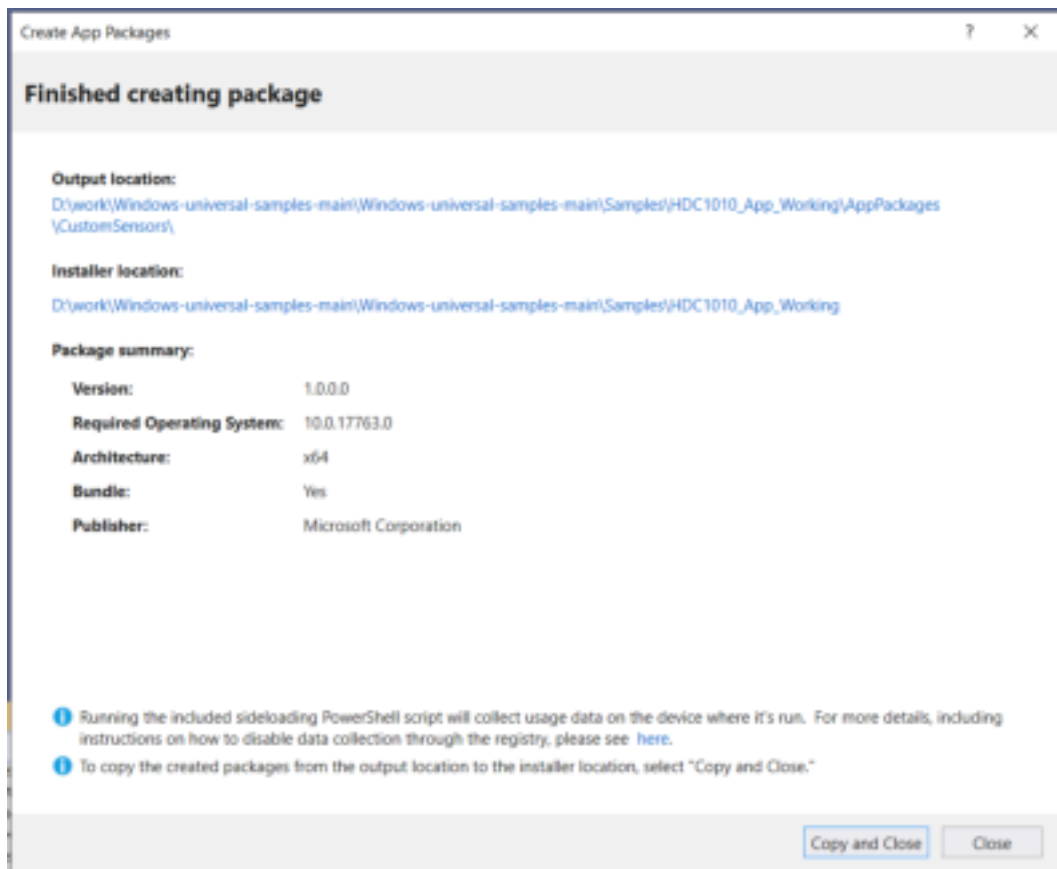 Create App Packages
Finished creating package
Output location:
D:\work\Windows-universal-samples-main\Windows-universal-samples-main\Samples\HDC1010_App_Working\AppPackages
\CustomSensors\
Installer location:
D:\work\Windows-universal-samples-main\Windows-universal-samples-main\Samples\HDC1010_App_Working
Package summary:
Version: 1.0.0.0
Required Operating System: 10.0.17763.0
Architecture: x64
Bundle: Yes
Publisher: Microsoft Corporation
Running the included sideloading PowerShell script will collect usage data on the device where it's run. For more details, including
instructions on how to disable data collection through the registry, please see here.
To copy the created packages from the output location to the installer location, select "Copy and Close."
Copy and Close Close